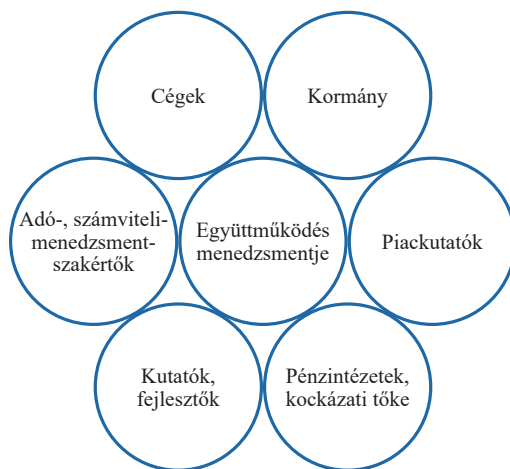 Cégek
Kormány
Adó-, számviteli-
menedzsment-
szakértők
Együttműködés
menedzsmentje
Piackutatók
Kutatók,
fejlesztők
Pénzintézetek,
kockázati tőke